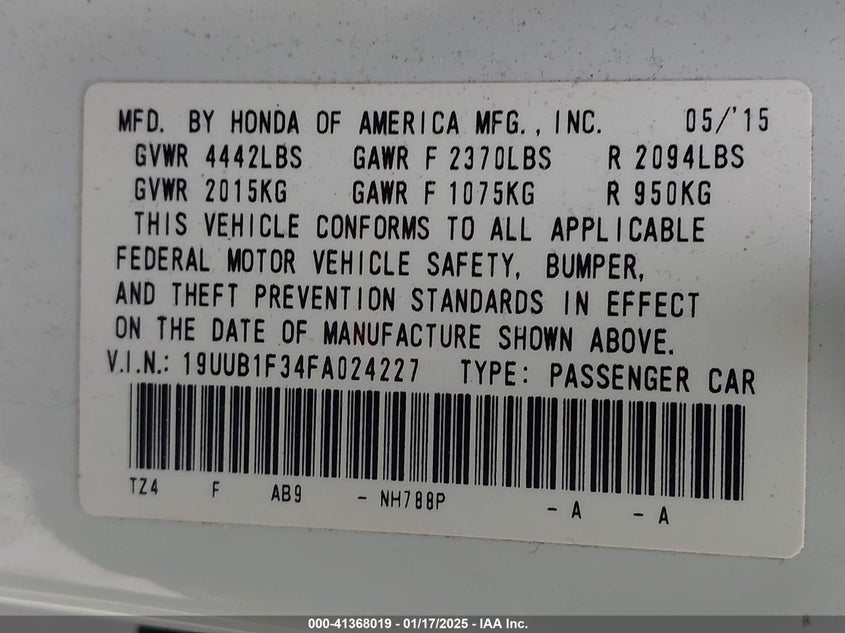 MFD. BY HONDA OF AMERICA MFG., INC. 05/'15
GVWR 4442LBS GAWR F 2370LBS R 2094LBS
GVWR 2015KG GAWR F 1075KG R 950KG
THIS VEHICLE CONFORMS TO ALL APPLICABLE
FEDERAL MOTOR VEHICLE SAFETY, BUMPER,
AND THEFT PREVENTION STANDARDS IN EFFECT
ON THE DATE OF MANUFACTURE SHOWN ABOVE.
V.I.N.: 19UUB1F34FA024227 TYPE: PASSENGER CAR
TZ4 F AB9 - NH788P - A - A
000-41368019 — 01/17/2025 — IAA Inc.